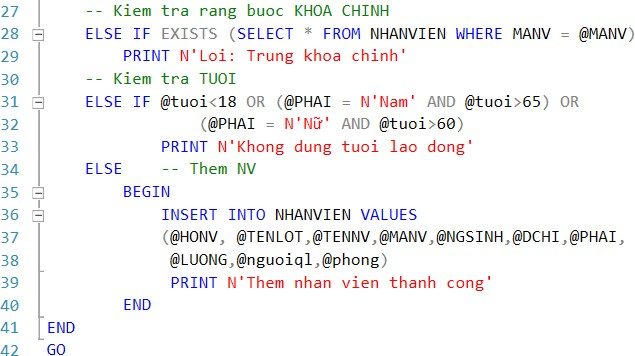 27 -- Kiem tra rang buoc KHOA CHINH
28 ELSE IF EXISTS (SELECT * FROM NHANVIEN WHERE MANV = @MANV)
29 PRINT N'Loi: Trung khoa chinh'
30 -- Kiem tra TUOI
31 ELSE IF @tuoi<18 OR (@PHAI = N'Nam' AND @tuoi>65) OR
32 (@PHAI = N'Nữ' AND @tuoi>60)
33 PRINT N'Khong dung tuoi lao dong'
34 ELSE -- Them NV
35 BEGIN
36 INSERT INTO NHANVIEN VALUES
37 (@HONV, @TENLOT,@TENNV,@MANV,@NGSINH,@DCHI,@PHAI,
38 @LUONG,@nguoiql,@phong)
39 PRINT N'Them nhan vien thanh cong'
40 END
41 END
42 GO